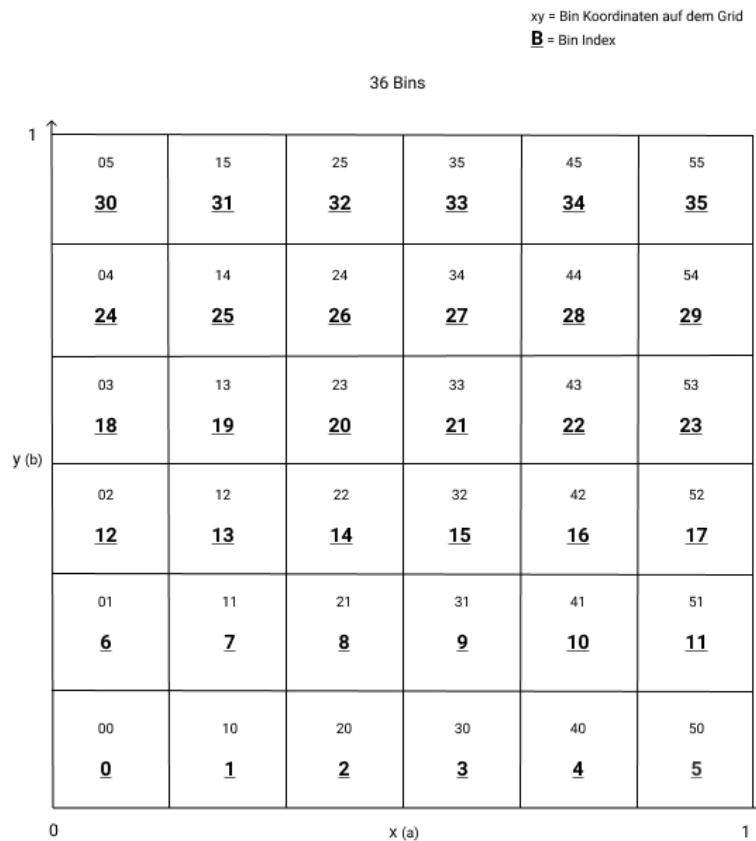 xy = Bin Koordinaten auf dem Grid
B = Bin Index
36 Bins
1
05 15 25 35 45 55
30 31 32 33 34 35
04 14 24 34 44 54
24 25 26 27 28 29
03 13 23 33 43 53
18 19 20 21 22 23
y (b)
02 12 22 32 42 52
12 13 14 15 16 17
01 11 21 31 41 51
6 7 8 9 10 11
00 10 20 30 40 50
0 1 2 3 4 5
0 x (a) 1